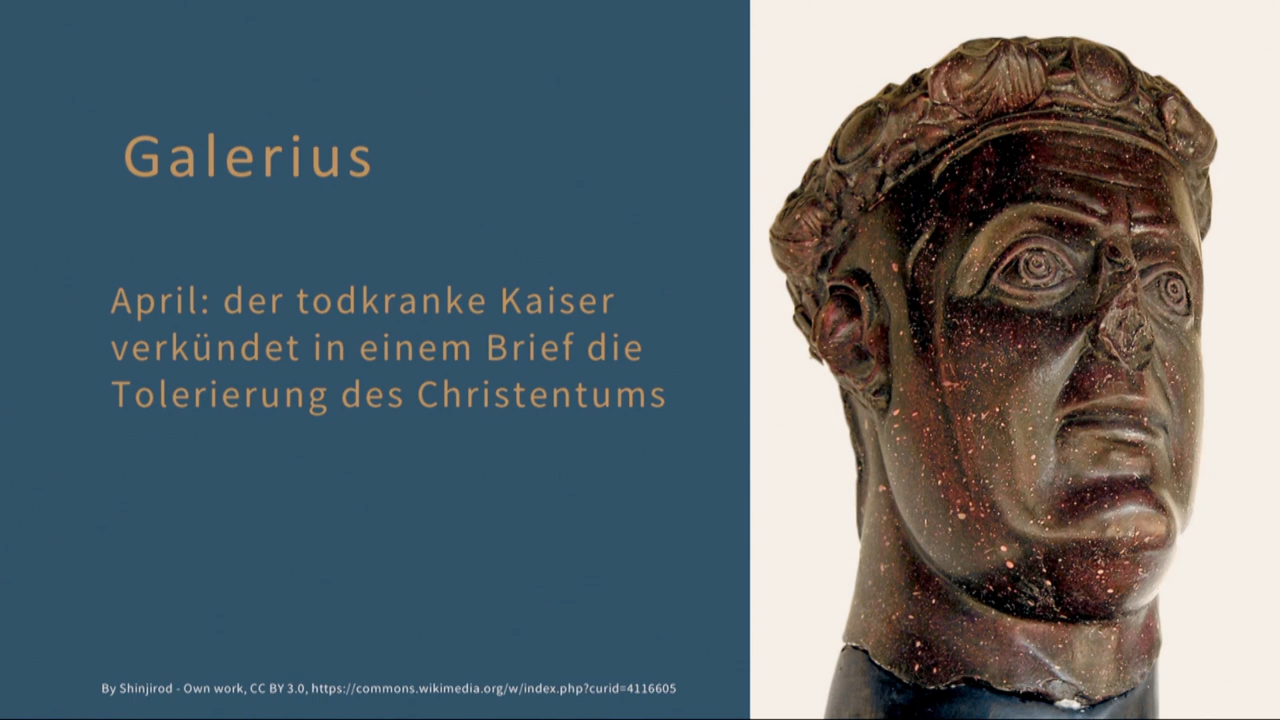 Galerius
April: der todkranke Kaiser
verkündet in einem Brief die
Tolerierung des Christentums
By Shinjirod - Own work, CC BY 3.0, https://commons.wikimedia.org/w/index.php?curid=4116605